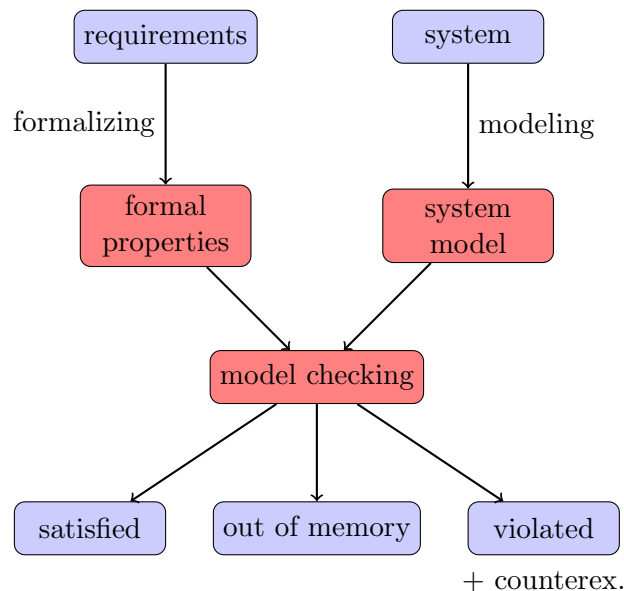 requirements
system
formalizing
modeling
formal
properties
system
model
model checking
satisfied
out of memory
violated
+ counterex.